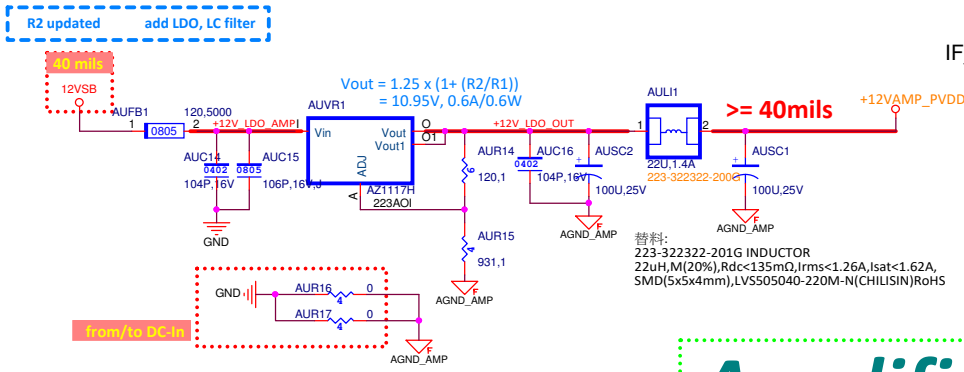 R2 updated add LDO, LC filter
IF
40 mils
12VSB
AUFB1
120,5000
1
0805
2
+12V_LDO_AMP
I
AUVR1
Vout = 1.25 x (1+ (R2/R1))
= 10.95V, 0.6A/0.6W
Vin
Vout
Vout1
ADJ
O
O1
A
AZ1117H
223AOI
+12V_LDO_OUT
AULI1
1
2
22U,1.4A
223-322322-200G
>= 40mils
+12VAMP_PVDD
AUC14
0402
104P,16V
AUC15
0805
106P,16V,J
GND
AUR14
6
120,1
AUC16
0402
104P,16V
AUSC2
+
100U,25V
F
AGND_AMP
AUSC1
+
100U,25V
F
AGND_AMP
AUR15
4
931,1
F
AGND_AMP
替料:
223-322322-201G INDUCTOR
22uH,M(20%),Rdc<135mΩ,Irms<1.26A,Isat<1.62A,
SMD(5x5x4mm),LVS505040-220M-N(CHILISIN)RoHS
GND
AUR16
0
4
AUR17
0
4
from/to DC-In
F
AGND_AMP